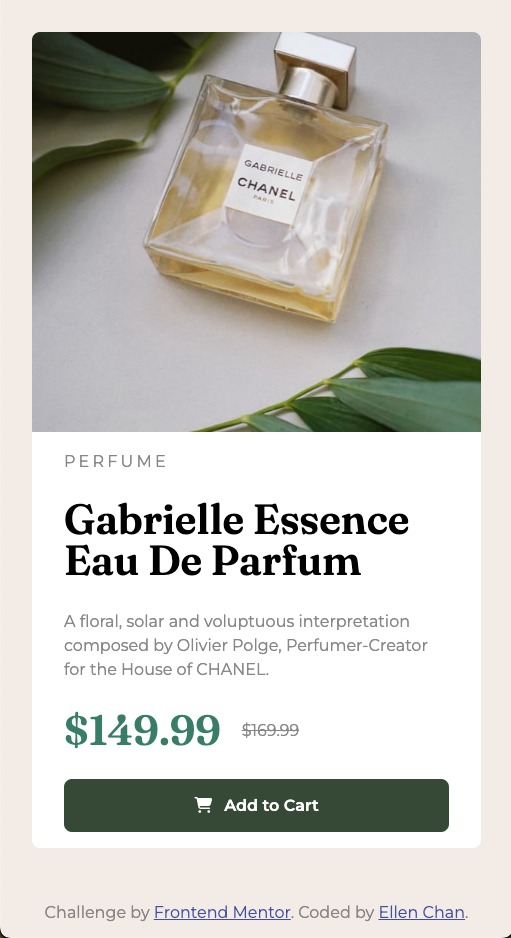 GABRIELLE
CHANEL
PARIS
PERFUME
Gabrielle Essence
Eau De Parfum
A floral, solar and voluptuous interpretation
composed by Olivier Polge, Perfumer-Creator
for the House of CHANEL.
$149.99 $169.99
Add to Cart
Challenge by Frontend Mentor. Coded by Ellen Chan.